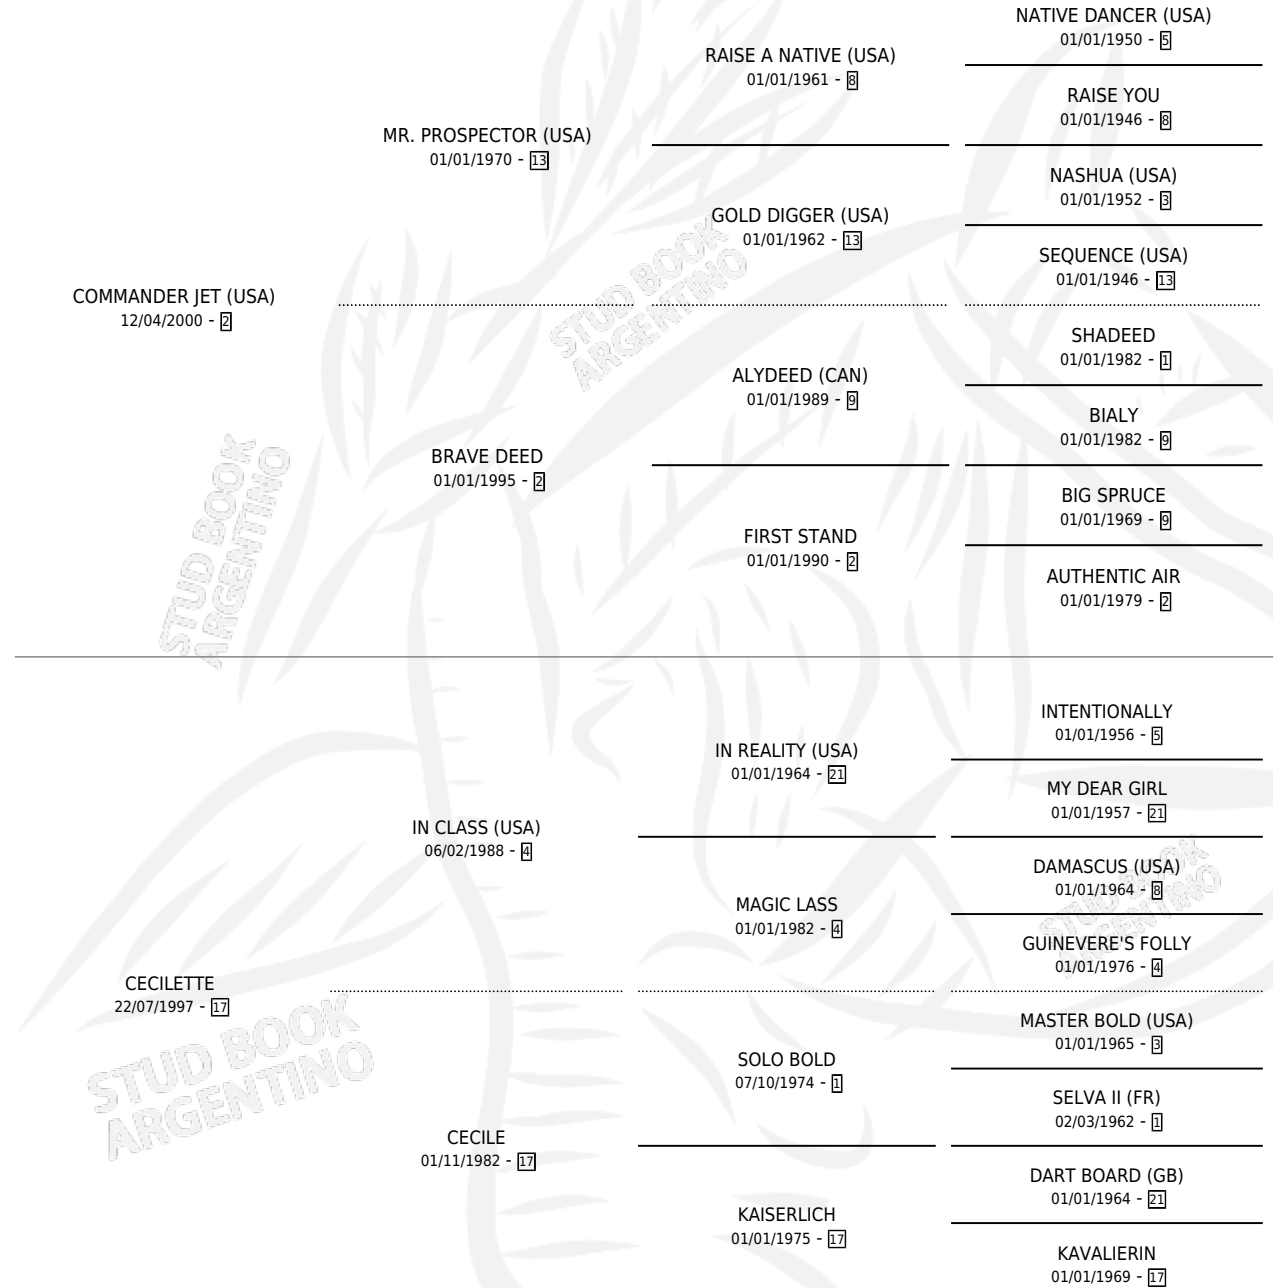 NATIVE DANCER (USA)
01/01/1950 - 5
RAISE A NATIVE (USA)
01/01/1961 - 8
RAISE YOU
01/01/1946 - 8
MR. PROSPECTOR (USA)
01/01/1970 - 13
NASHUA (USA)
01/01/1952 - 3
GOLD DIGGER (USA)
01/01/1962 - 13
SEQUENCE (USA)
01/01/1946 - 13
COMMANDER JET (USA)
12/04/2000 - 2
STUD BOOK
ARGENTINO
SHADEED
01/01/1982 - 1
ALYDEED (CAN)
01/01/1989 - 9
BIALY
01/01/1982 - 9
BRAVE DEED
01/01/1995 - 2
BIG SPRUCE
01/01/1969 - 9
FIRST STAND
01/01/1990 - 2
AUTHENTIC AIR
01/01/1979 - 2
STUD BOOK
ARGENTINO
INTENTIONALLY
01/01/1956 - 5
IN REALITY (USA)
01/01/1964 - 21
MY DEAR GIRL
01/01/1957 - 21
IN CLASS (USA)
06/02/1988 - 4
DAMASCUS (USA)
01/01/1964 - 8
MAGIC LASS
01/01/1982 - 4
GUINEVERE'S FOLLY
01/01/1976 - 4
STUD BOOK
ARGENTINO
CECILETTE
22/07/1997 - 17
MASTER BOLD (USA)
01/01/1965 - 3
SOLO BOLD
07/10/1974 - 1
SELVA II (FR)
02/03/1962 - 1
STUD BOOK
ARGENTINO
CECILE
01/11/1982 - 17
DART BOARD (GB)
01/01/1964 - 21
KAISERLICH
01/01/1975 - 17
KAVALIERIN
01/01/1969 - 17